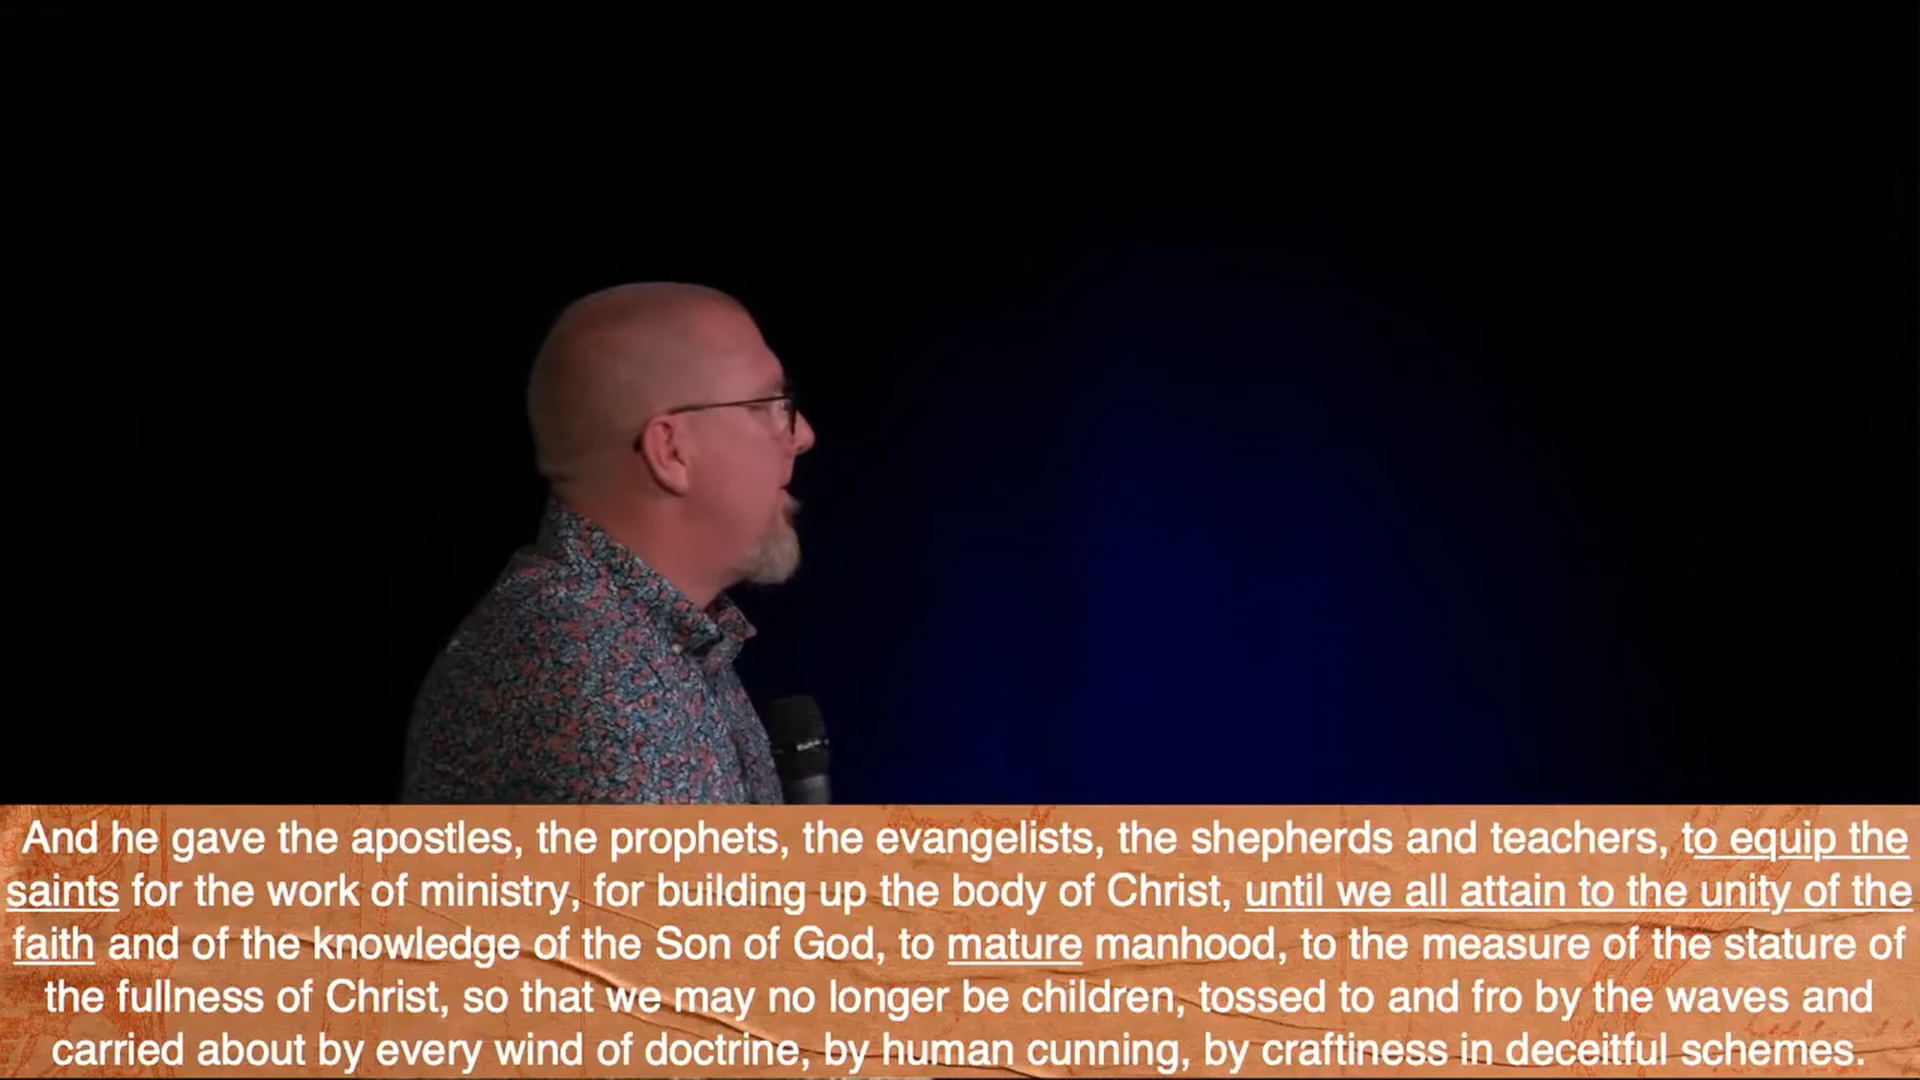 And he gave the apostles, the prophets, the evangelists, the shepherds and teachers, to equip the
saints for the work of ministry, for building up the body of Christ, until we all attain to the unity of the
faith and of the knowledge of the Son of God, to mature manhood, to the measure of the stature of
the fullness of Christ, so that we may no longer be children, tossed to and fro by the waves and
carried about by every wind of doctrine, by human cunning, by craftiness in deceitful schemes.